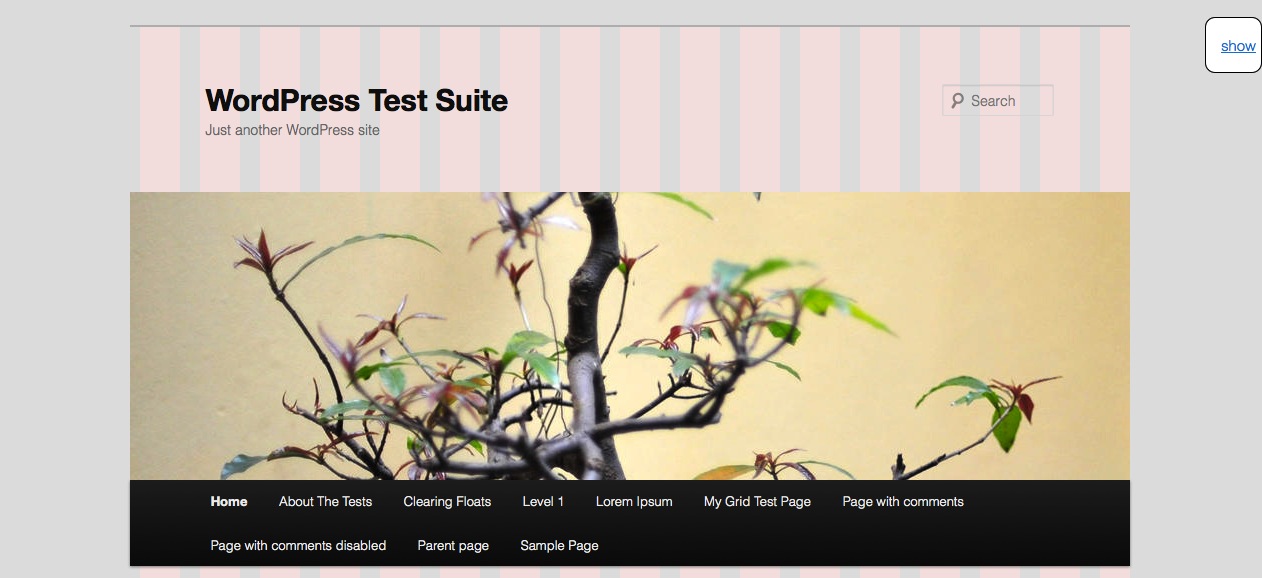 show
WordPress Test Suite
Just another WordPress site
Search
Home About The Tests Clearing Floats Level 1 Lorem Ipsum My Grid Test Page Page with comments
Page with comments disabled Parent page Sample Page